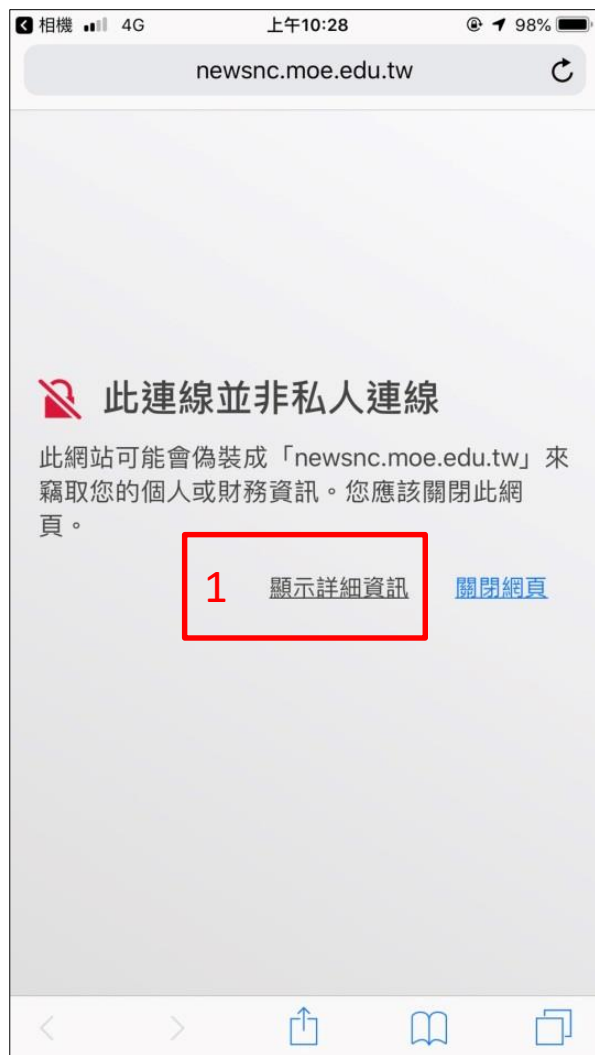 相機 4G 上午10:28 98%
newsnc.moe.edu.tw
此連線並非私人連線
此網站可能會偽裝成「newsnc.moe.edu.tw」來
竊取您的個人或財務資訊。您應該關閉此網
頁。
1 顯示詳細資訊 關閉網頁